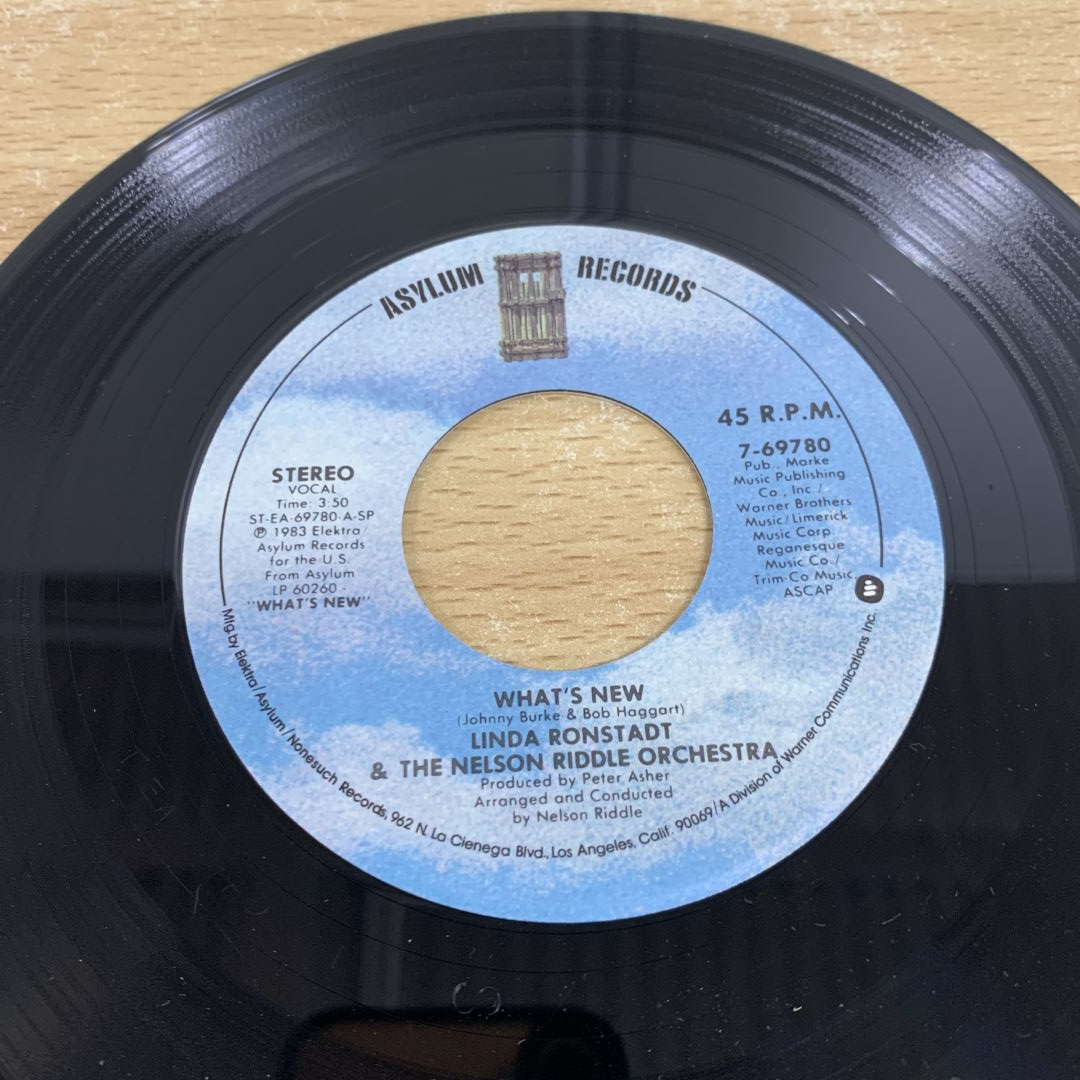 ASYLUM RECORDS
STEREO
VOCAL
Time: 3:50
ST-EA-69780-A-SP
℗ 1983 Elektra/
Asylum Records
for the U.S.
From Asylum
LP 60260 -
"WHAT'S NEW"
45 R.P.M.
7-69780
Pub., Marke
Music Publishing
Co., Inc./
Warner Brothers
Music/Limerick
Music Corp
Reganesque
Music Co./
Trim-Co Music
ASCAP
WHAT'S NEW
(Johnny Burke & Bob Haggart)
LINDA RONSTADT
& THE NELSON RIDDLE ORCHESTRA
Produced by Peter Asher
Arranged and Conducted
by Nelson Riddle
Mfg. by Elektra/Asylum/Nonesuch Records, 962 N. La Cienega Blvd., Los Angeles, Calif. 90069/A Division of Warner Communications Inc.